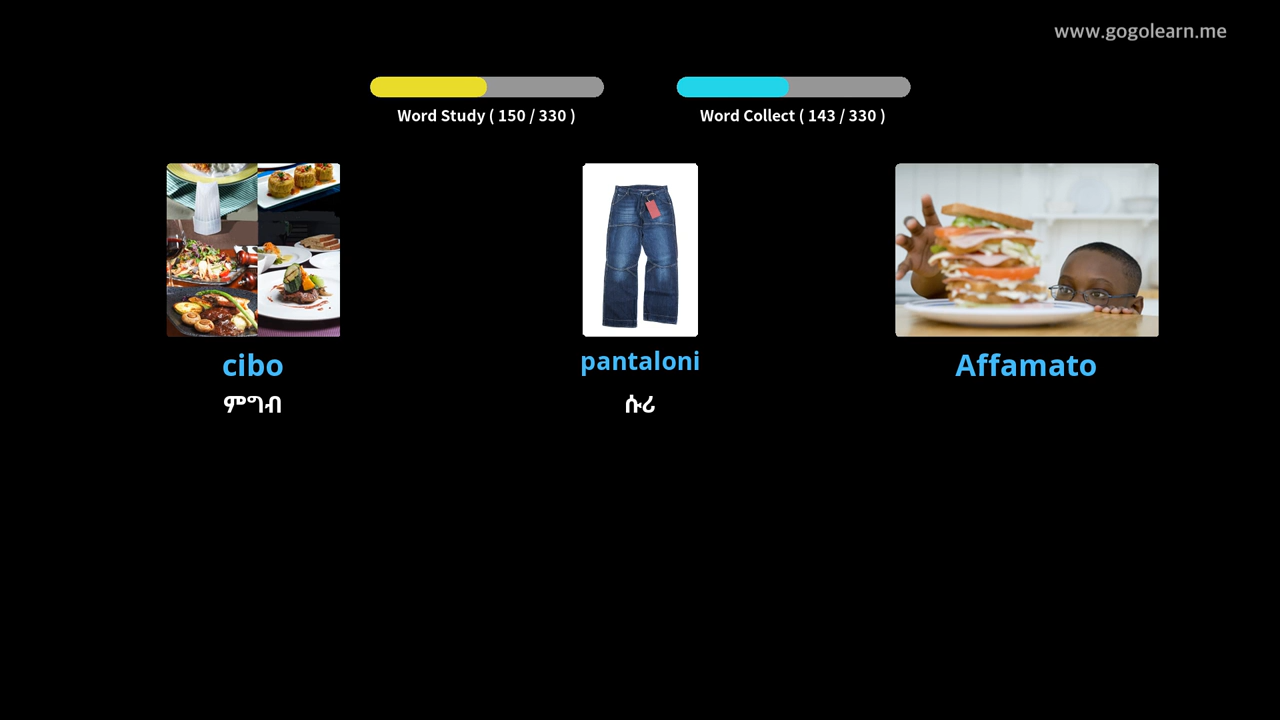 www.gogolearn.me
Word Study ( 150 / 330 )
Word Collect ( 143 / 330 )
cibo
ምግብ
pantaloni
ሱሪ
Affamato